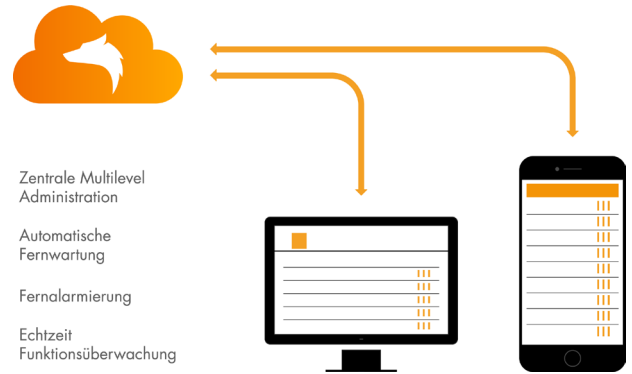 Zentrale Multilevel
Administration
Automatische
Fernwartung
Fernalarmierung
Echtzeit
Funktionsüberwachung